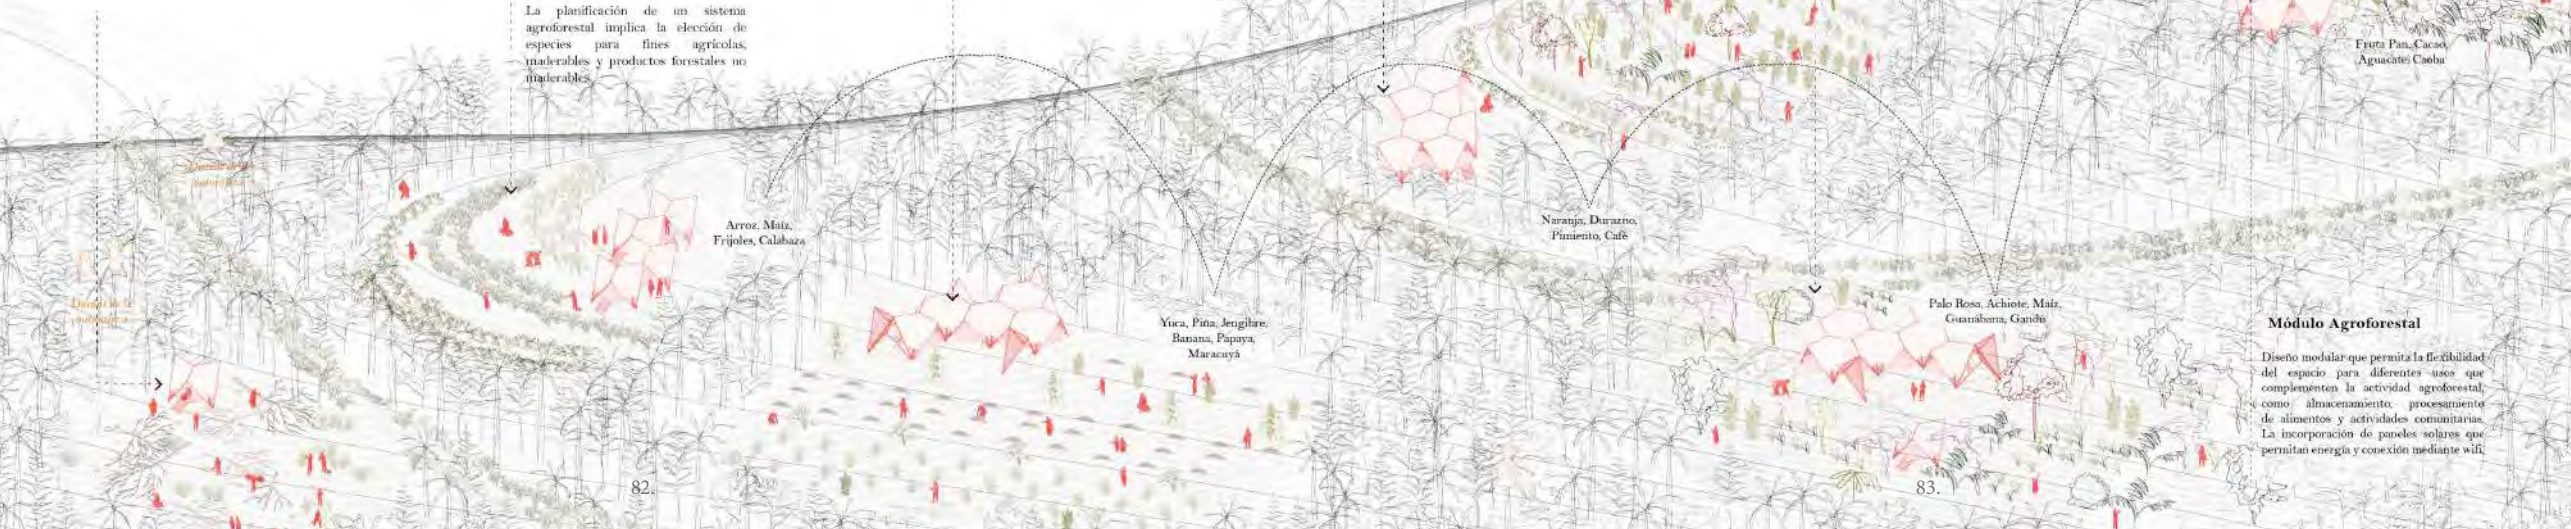 La planificación de un sistema
agroforestal implica la elección de
especies para fines agrícolas,
maderables y productos forestales no
maderables.
Fruta Pan, Cacao,
Aguacate, Caoba
Arroz, Maíz,
Frijoles, Calabaza
Naranja, Durazno,
Pimiento, Café
Yuca, Piña, Jengibre,
Banana, Papaya,
Maracuyá
Palo Rosa, Achiote, Maíz,
Guanábana, Gandú
Módulo Agroforestal
Diseño modular que permita la flexibilidad
del espacio para diferentes usos que
complementen la actividad agroforestal,
como almacenamiento, procesamiento
de alimentos y actividades comunitarias.
La incorporación de paneles solares que
permitan energía y conexión mediante wifi,
82.
83.